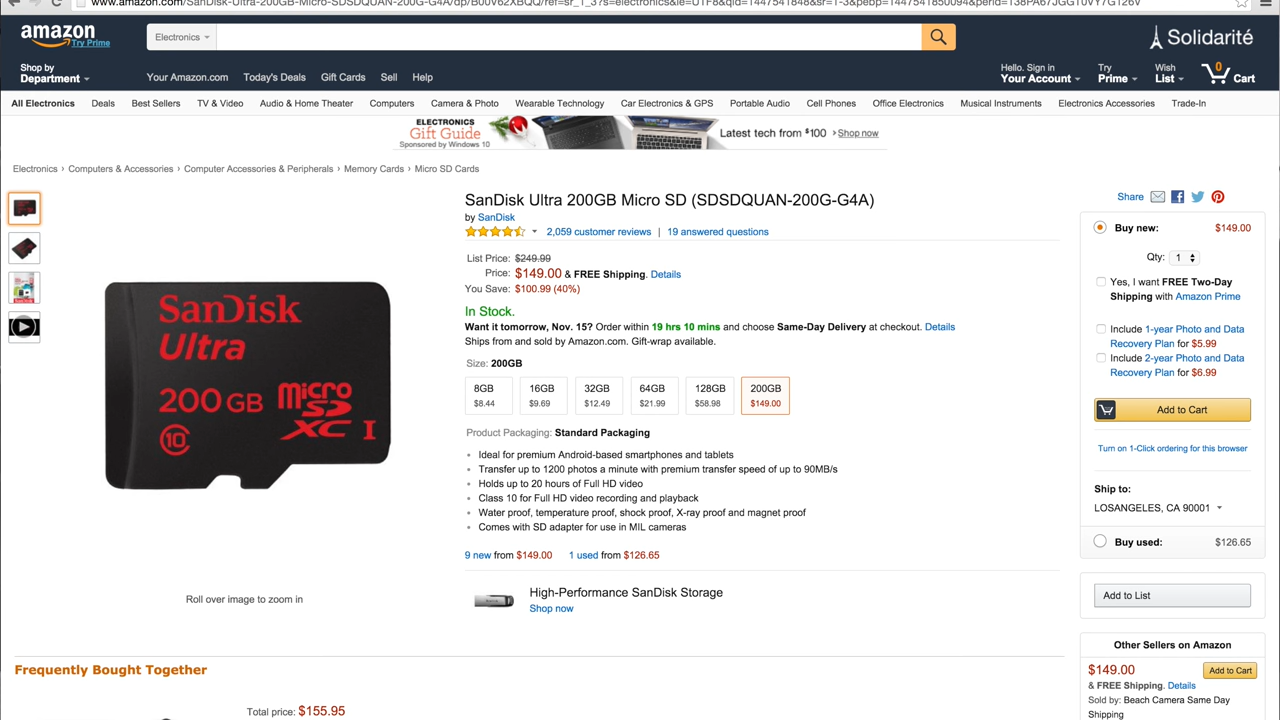 www.amazon.com/SanDisk-Ultra-200GB-Micro-SDSDQUAN-200G-G4A/dp/B00V62XBQQ/ref=sr_1_3?s=electronics&ie=UTF8&qid=1447541848&sr=1-3&pebp=1447541850094&perid=138PA67JGG10VY7G126V
amazon
Try Prime
Electronics
Solidarité
Shop by
Department
Your Amazon.com Today's Deals Gift Cards Sell Help
Hello. Sign in
Your Account
Try
Prime
Wish
List
0
Cart
All Electronics Deals Best Sellers TV & Video Audio & Home Theater Computers Camera & Photo Wearable Technology Car Electronics & GPS Portable Audio Cell Phones Office Electronics Musical Instruments Electronics Accessories Trade-In
ELECTRONICS
Gift Guide
Sponsored by Windows 10
Latest tech from $100 >Shop now
Electronics › Computers & Accessories › Computer Accessories & Peripherals › Memory Cards › Micro SD Cards
SanDisk
Ultra
200 GB
micro
SD
XC I
10
Roll over image to zoom in
SanDisk Ultra 200GB Micro SD (SDSDQUAN-200G-G4A)
by SanDisk
2,059 customer reviews | 19 answered questions
List Price: $249.99
Price: $149.00 & FREE Shipping. Details
You Save: $100.99 (40%)
In Stock.
Want it tomorrow, Nov. 15? Order within 19 hrs 10 mins and choose Same-Day Delivery at checkout. Details
Ships from and sold by Amazon.com. Gift-wrap available.
Size: 200GB
8GB
$8.44
16GB
$9.69
32GB
$12.49
64GB
$21.99
128GB
$58.98
200GB
$149.00
Product Packaging: Standard Packaging
• Ideal for premium Android-based smartphones and tablets
• Transfer up to 1200 photos a minute with premium transfer speed of up to 90MB/s
• Holds up to 20 hours of Full HD video
• Class 10 for Full HD video recording and playback
• Water proof, temperature proof, shock proof, X-ray proof and magnet proof
• Comes with SD adapter for use in MIL cameras
9 new from $149.00 1 used from $126.65
High-Performance SanDisk Storage
Shop now
Share
Buy new: $149.00
Qty: 1
Yes, I want FREE Two-Day
Shipping with Amazon Prime
Include 1-year Photo and Data
Recovery Plan for $5.99
Include 2-year Photo and Data
Recovery Plan for $6.99
Add to Cart
Turn on 1-Click ordering for this browser
Ship to:
LOSANGELES, CA 90001
Buy used: $126.65
Add to List
Other Sellers on Amazon
$149.00 Add to Cart
& FREE Shipping. Details
Sold by: Beach Camera Same Day
Shipping
Frequently Bought Together
Total price: $155.95